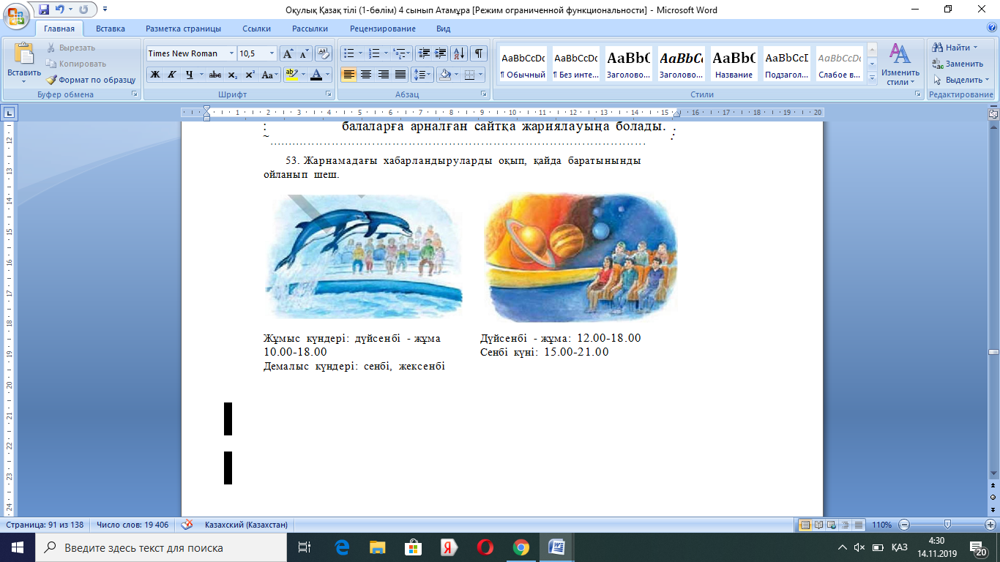 Оқулық Қазақ тілі (1-бөлім) 4 сынып Атамұра [Режим ограниченной функциональности] - Microsoft Word
Главная Вставка Разметка страницы Ссылки Рассылки Рецензирование Вид
Вставить
Вырезать
Копировать
Формат по образцу
Буфер обмена
Times New Roman 10,5
Ж К Ч abc x₂ x² Aa
Шрифт
Абзац
AaBbCcDc AaBbCcDc AaBbC AaBbCc AaBbC AaBbCcI AaBbCcDc
¶ Обычный ¶ Без инте... Заголово... Заголово... Название Подзагол... Слабое в...
Стили
Изменить стили
Найти
Заменить
Выделить
Редактирование
1 2 3 4 5 6 7 8 9 10 11 12 13 14 15 16 17 18 19 20
12 13 14 15 16 17 18 19 20 21 22 23 24
балаларға арналған сайтқа жариялауыңа болады.
53. Жарнамадағы хабарландыруларды оқып, қайда баратынынды
ойланып шеш.
Жұмыс күндері: дүйсенбі - жұма
10.00-18.00
Демалыс күндері: сенбі, жексенбі
Дүйсенбі - жұма: 12.00-18.00
Сенбі күні: 15.00-21.00
Страница: 91 из 138 Число слов: 19 406 Казахский (Казахстан) 110%
Введите здесь текст для поиска
ҚАЗ
4:30
14.11.2019
20